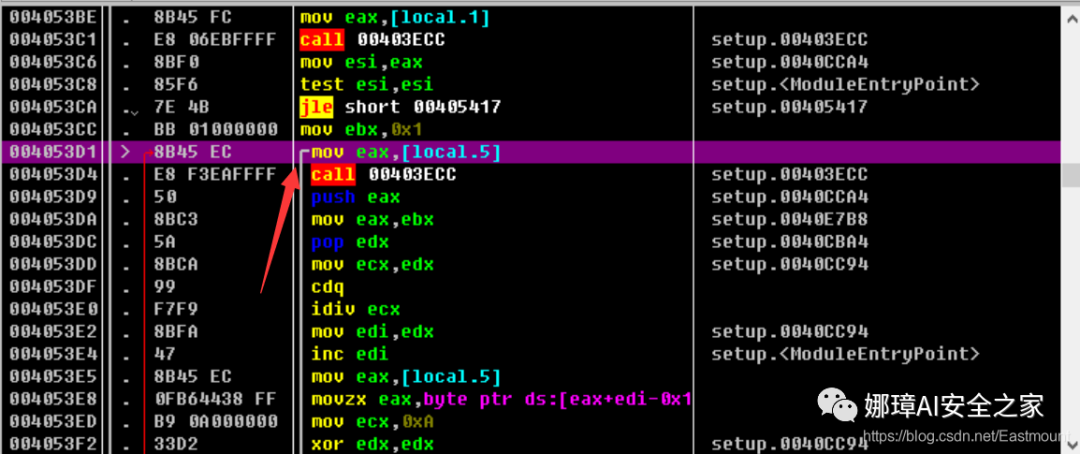 004053BE . 8B45 FC mov eax,[local.1]
004053C1 . E8 06EBFFFF call 00403ECC setup.00403ECC
004053C6 . 8BF0 mov esi,eax setup.0040CCA4
004053C8 . 85F6 test esi,esi setup.<ModuleEntryPoint>
004053CA .v 7E 4B jle short 00405417 setup.00405417
004053CC . BB 01000000 mov ebx,0x1
004053D1 > 8B45 EC mov eax,[local.5]
004053D4 . E8 F3EAFFFF call 00403ECC setup.00403ECC
004053D9 . 50 push eax setup.0040CCA4
004053DA . 8BC3 mov eax,ebx setup.0040E7B8
004053DC . 5A pop edx setup.0040CBA4
004053DD . 8BCA mov ecx,edx setup.0040CC94
004053DF . 99 cdq
004053E0 . F7F9 idiv ecx
004053E2 . 8BFA mov edi,edx setup.0040CC94
004053E4 . 47 inc edi setup.<ModuleEntryPoint>
004053E5 . 8B45 EC mov eax,[local.5]
004053E8 . 0FB64438 FF movzx eax,byte ptr ds:[eax+edi-0x1
004053ED . B9 0A000000 mov ecx,0xA
004053F2 . 33D2 xor edx,edx setup.0040CC94
娜璋AI安全之家
https://blog.csdn.net/Eastmount